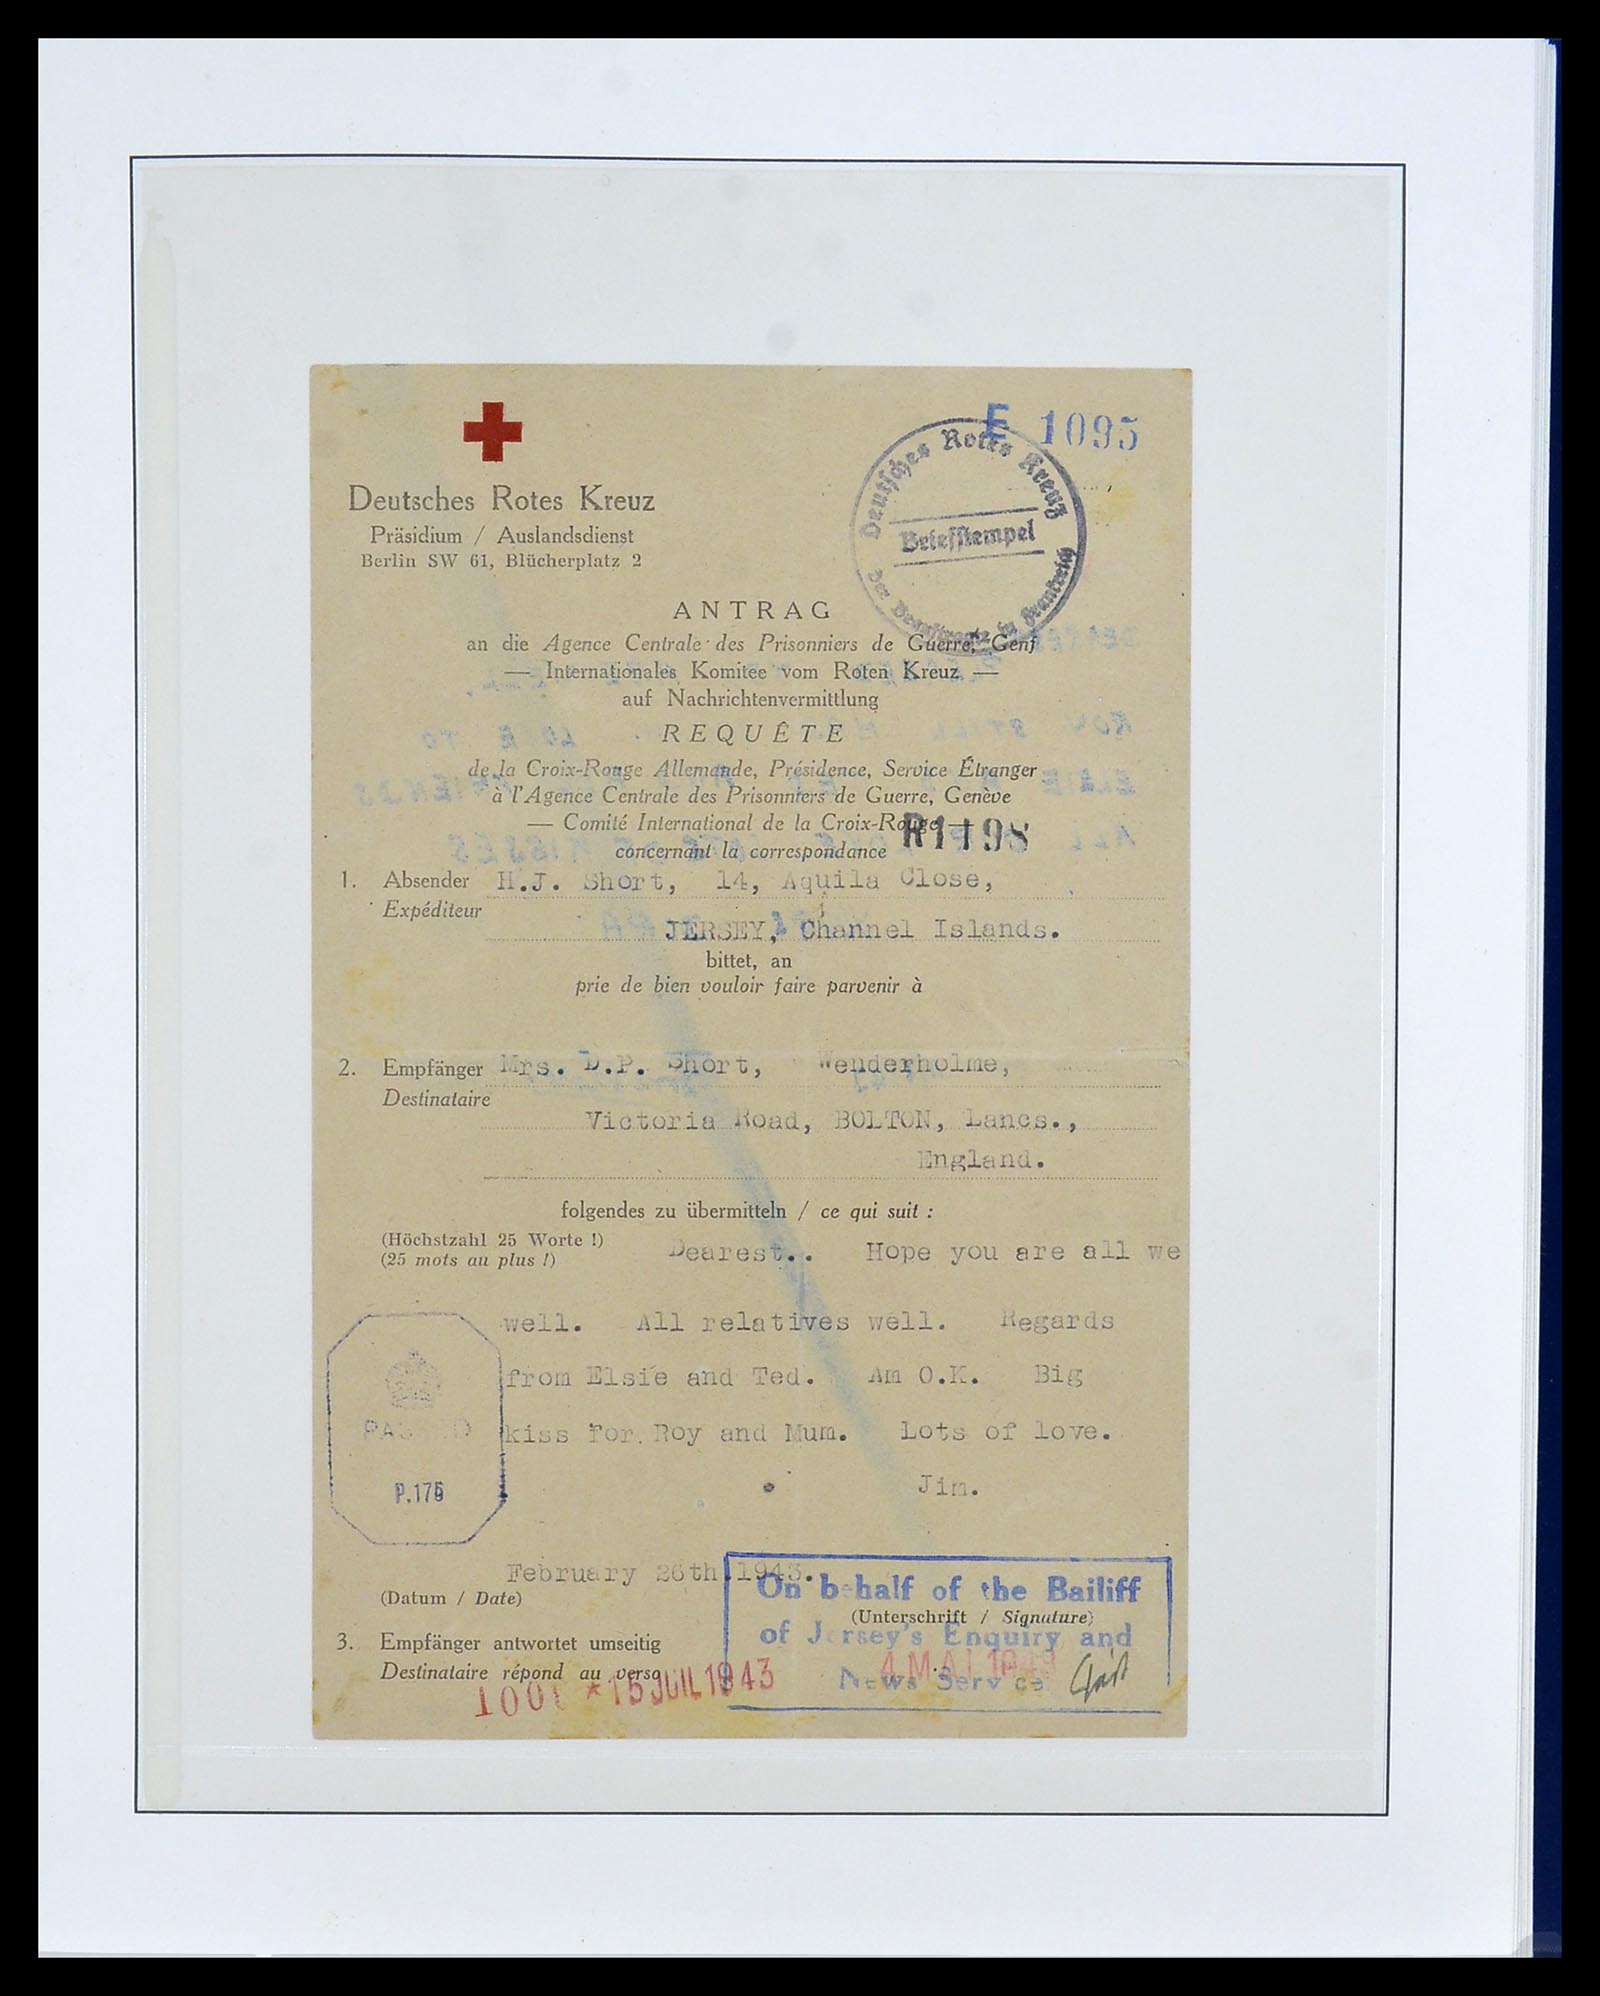 E 1095
Deutsches Rotes Kreuz
Briefstempel
Deutsches Rotes Kreuz
Präsidium / Auslandsdienst
Berlin SW 61, Blücherplatz 2
ANTRAG
an die Agence Centrale des Prisonniers de Guerre, Genf
— Internationales Komitee vom Roten Kreuz —
auf Nachrichtenvermittlung
REQUÊTE
de la Croix-Rouge Allemande, Présidence, Service Étranger
à l'Agence Centrale des Prisonniers de Guerre, Genève
— Comité International de la Croix-Rouge —
R1198
concernant la correspondance
1. Absender H.J. Short, 14, Aquila Close,
Expéditeur
JERSEY, Channel Islands.
bittet, an
prie de bien vouloir faire parvenir à
2. Empfänger Mrs. D.P. Short, Wenderholme,
Destinataire
Victoria Road, BOLTON, Lancs.,
England.
folgendes zu übermitteln / ce qui suit :
(Höchstzahl 25 Worte !)
(25 mots au plus !)
Dearest.. Hope you are all we
well. All relatives well. Regards
from Elsie and Ted. Am O.K. Big
kiss for Roy and Mum. Lots of love.
Jim.
PASSED
P.175
February 26th.1943.
(Datum / Date)
On behalf of the Bailiff
(Unterschrift / Signature)
of Jersey's Enquiry and
News Service
4 MAI 1943
3. Empfänger antwortet umseitig
Destinataire répond au verso
* 15 JUIL 1943